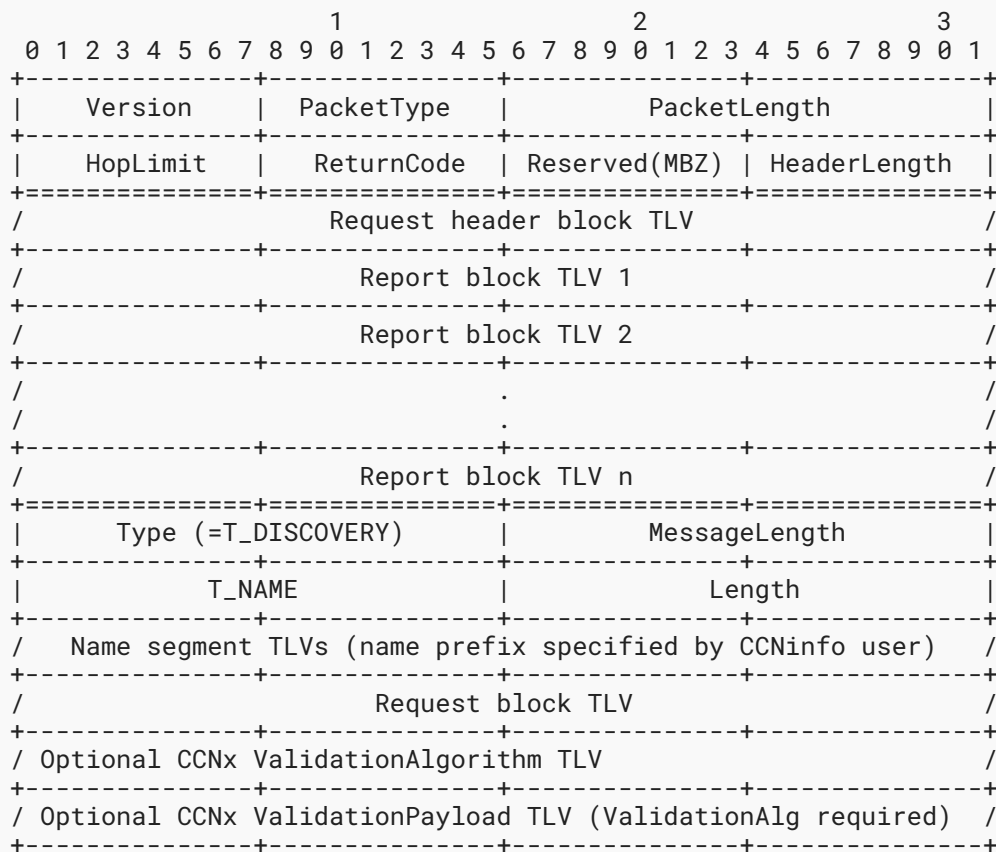 1                   2                   3
 0 1 2 3 4 5 6 7 8 9 0 1 2 3 4 5 6 7 8 9 0 1 2 3 4 5 6 7 8 9 0 1
+---------------+---------------+---------------+---------------+
|    Version    |  PacketType   |         PacketLength          |
+---------------+---------------+---------------+---------------+
|    HopLimit   |   ReturnCode  | Reserved(MBZ) | HeaderLength  |
+===============+===============+===============+===============+
/                    Request header block TLV                   /
+---------------+---------------+---------------+---------------+
/                      Report block TLV 1                       /
+---------------+---------------+---------------+---------------+
/                      Report block TLV 2                       /
+---------------+---------------+---------------+---------------+
/                               .                               /
/                               .                               /
+---------------+---------------+---------------+---------------+
/                      Report block TLV n                       /
+===============+===============+===============+===============+
|      Type (=T_DISCOVERY)      |         MessageLength         |
+---------------+---------------+---------------+---------------+
|            T_NAME             |             Length            |
+---------------+---------------+---------------+---------------+
/   Name segment TLVs (name prefix specified by CCNinfo user)   /
+---------------+---------------+---------------+---------------+
/                       Request block TLV                       /
+---------------+---------------+---------------+---------------+
/ Optional CCNx ValidationAlgorithm TLV                         /
+---------------+---------------+---------------+---------------+
/ Optional CCNx ValidationPayload TLV (ValidationAlg required)  /
+---------------+---------------+---------------+---------------+